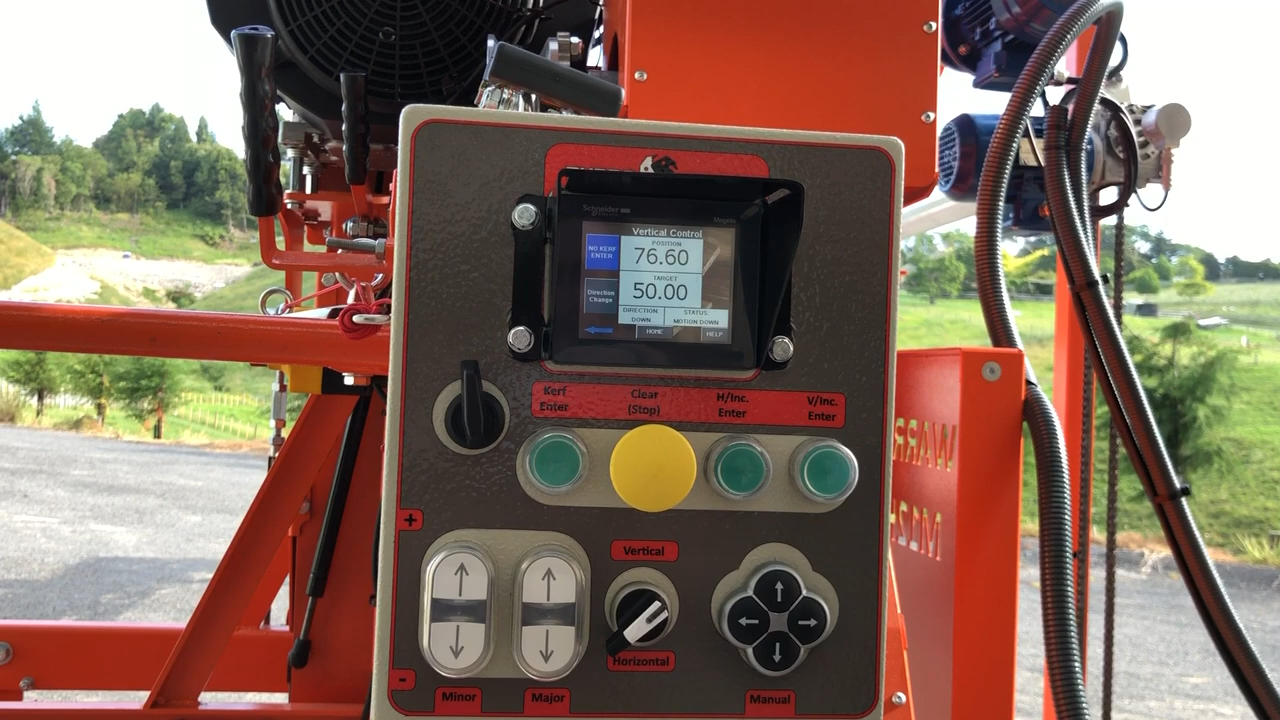 Schneider
Magelis
Vertical Control
NO KERF
ENTER
POSITION
76.60
Direction
Change
TARGET
50.00
DIRECTION
DOWN
STATUS:
MOTION DOWN
HOME
HELP
Kerf
Enter
Clear
(Stop)
H/Inc.
Enter
V/Inc.
Enter
+
-
Vertical
Horizontal
Minor
Major
Manual